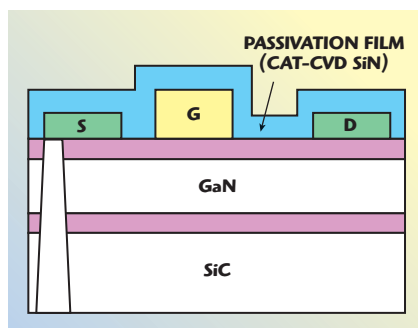 PASSIVATION FILM
(CAT-CVD SiN)
S
G
D
GaN
SiC